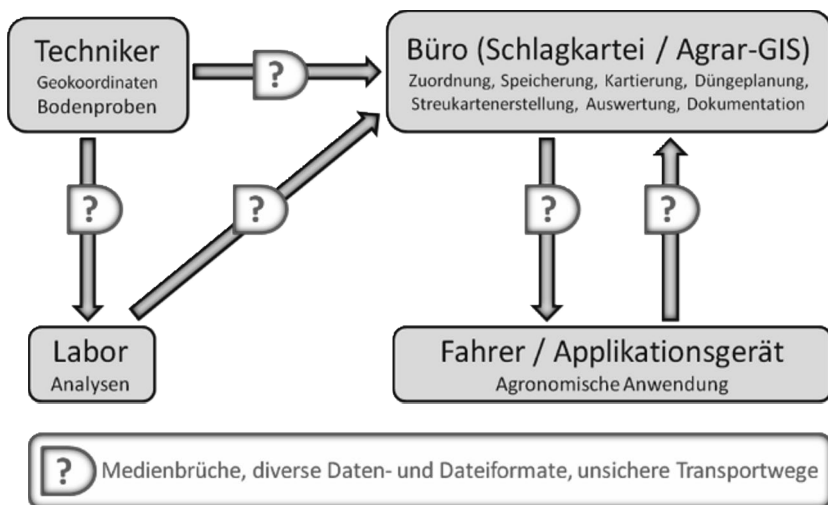 Techniker
Geokoordinaten
Bodenproben
?
Büro (Schlagkartei / Agrar-GIS)
Zuordnung, Speicherung, Kartierung, Düngeplanung,
Streukartenerstellung, Auswertung, Dokumentation
?
?
?
?
Labor
Analysen
Fahrer / Applikationsgerät
Agronomische Anwendung
?
Medienbrüche, diverse Daten- und Dateiformate, unsichere Transportwege